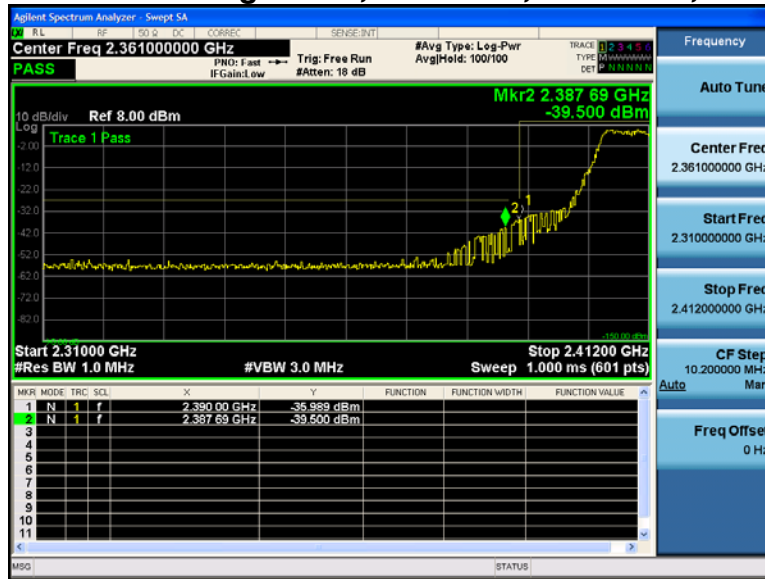 Agilent Spectrum Analyzer - Swept SA
RL RF 50 Ω DC CORREC SENSE:INT
Center Freq 2.361000000 GHz
PASS
PNO: Fast
IFGain:Low
Trig: Free Run
#Atten: 18 dB
#Avg Type: Log-Pwr
Avg|Hold: 100/100
TRACE 1 2 3 4 5 6
TYPE M
DET P N N N N N
Mkr2 2.387 69 GHz
-39.500 dBm
10 dB/div Ref 8.00 dBm
Log
Trace 1 Pass
-2.00
-12.0
-22.0
-32.0
-42.0
-52.0
-62.0
-72.0
-82.0
2 1
-150.00 dBm
Start 2.31000 GHz Stop 2.41200 GHz
#Res BW 1.0 MHz #VBW 3.0 MHz Sweep 1.000 ms (601 pts)
MKR MODE TRC SCL X Y FUNCTION FUNCTION WIDTH FUNCTION VALUE
1 N 1 f 2.390 00 GHz -35.989 dBm
2 N 1 f 2.387 69 GHz -39.500 dBm
3
4
5
6
7
8
9
10
11
MSG STATUS
Frequency
Auto Tune
Center Freq
2.361000000 GHz
Start Freq
2.310000000 GHz
Stop Freq
2.412000000 GHz
CF Step
10.200000 MHz
Auto Man
Freq Offset
0 Hz